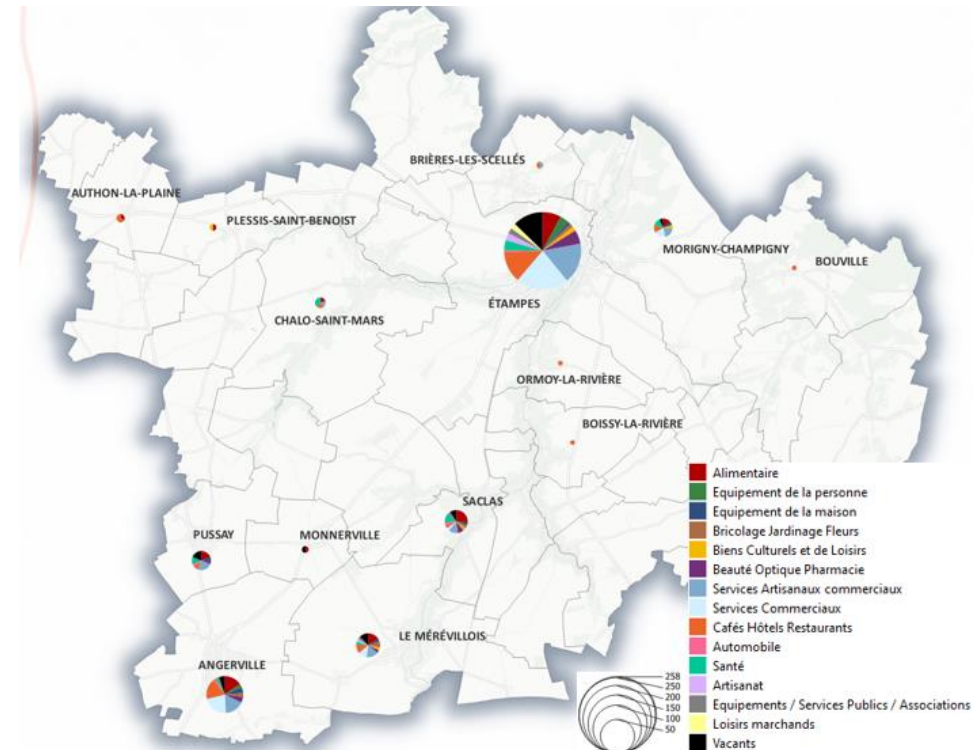 BRIÈRES-LES-SCELLÉS
AUTHON-LA-PLAINE
PLESSIS-SAINT-BENOIST
MORIGNY-CHAMPIGNY
BOUVILLE
ÉTAMPES
CHALO-SAINT-MARS
ORMOY-LA-RIVIÈRE
BOISSY-LA-RIVIÈRE
SACLAS
PUSSAY
MONNERVILLE
LE MÉRÉVILLOIS
ANGERVILLE
Alimentaire
Equipement de la personne
Equipement de la maison
Bricolage Jardinage Fleurs
Biens Culturels et de Loisirs
Beauté Optique Pharmacie
Services Artisanaux commerciaux
Services Commerciaux
Cafés Hôtels Restaurants
Automobile
Santé
Artisanat
Equipements / Services Publics / Associations
Loisirs marchands
Vacants
258
250
200
150
100
50